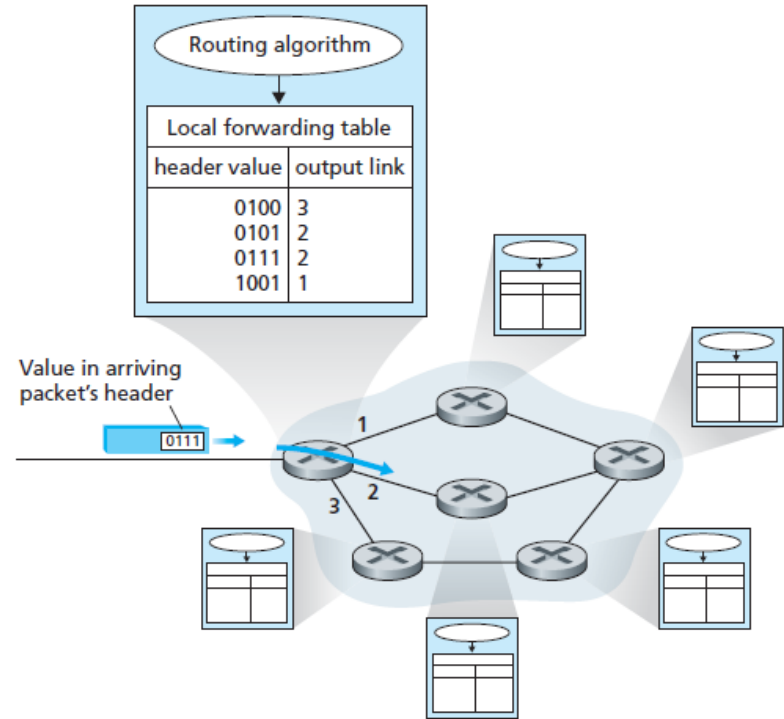 Routing algorithm
Local forwarding table
header value output link
0100 3
0101 2
0111 2
1001 1
Value in arriving
packet's header
0111
1
2
3